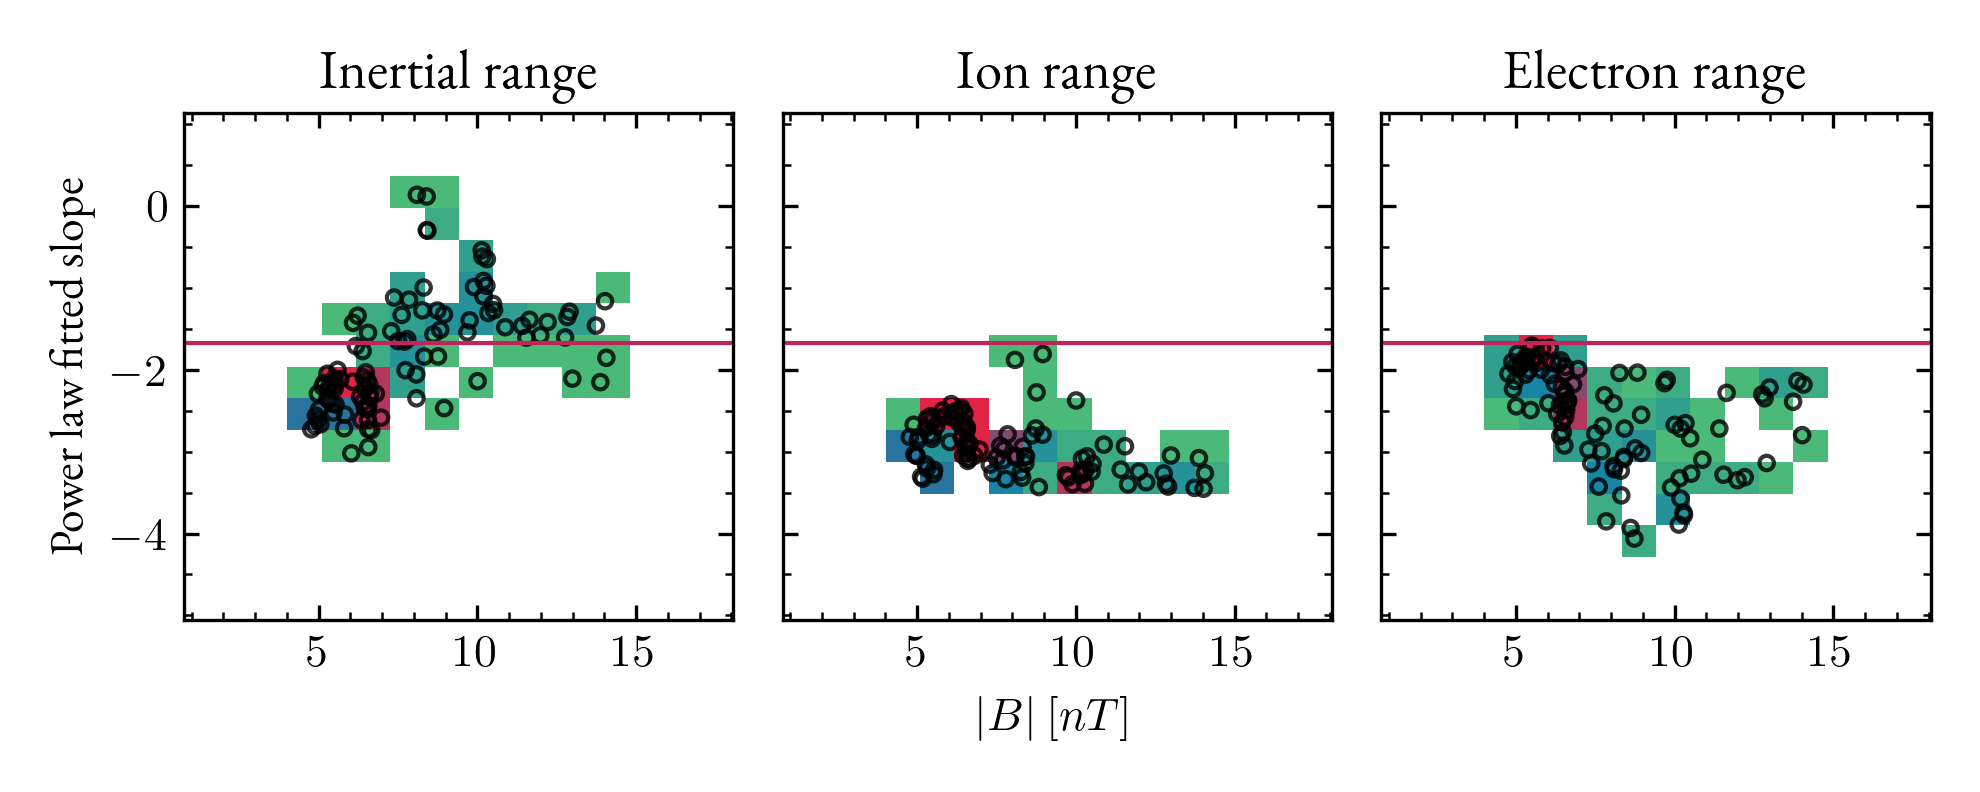 Inertial range
Ion range
Electron range
Power law fitted slope
0
−2
−4
5 10 15
5 10 15
5 10 15
|B| [nT]